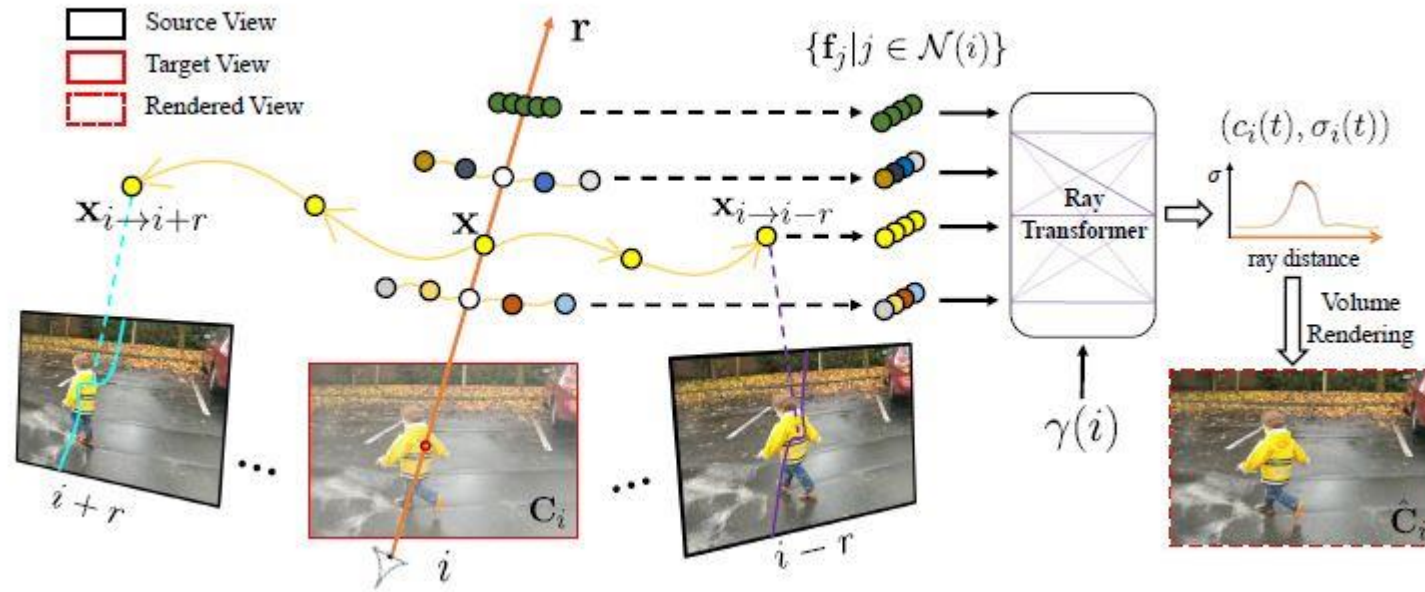 Source View
Target View
Rendered View
r
{f_j|j ∈ N(i)}
(c_i(t), σ_i(t))
x_{i→i+r}
x
x_{i→i−r}
Ray
Transformer
σ
ray distance
Volume
Rendering
γ(i)
i + r
...
C_i
i
...
i − r
Ĉ_i